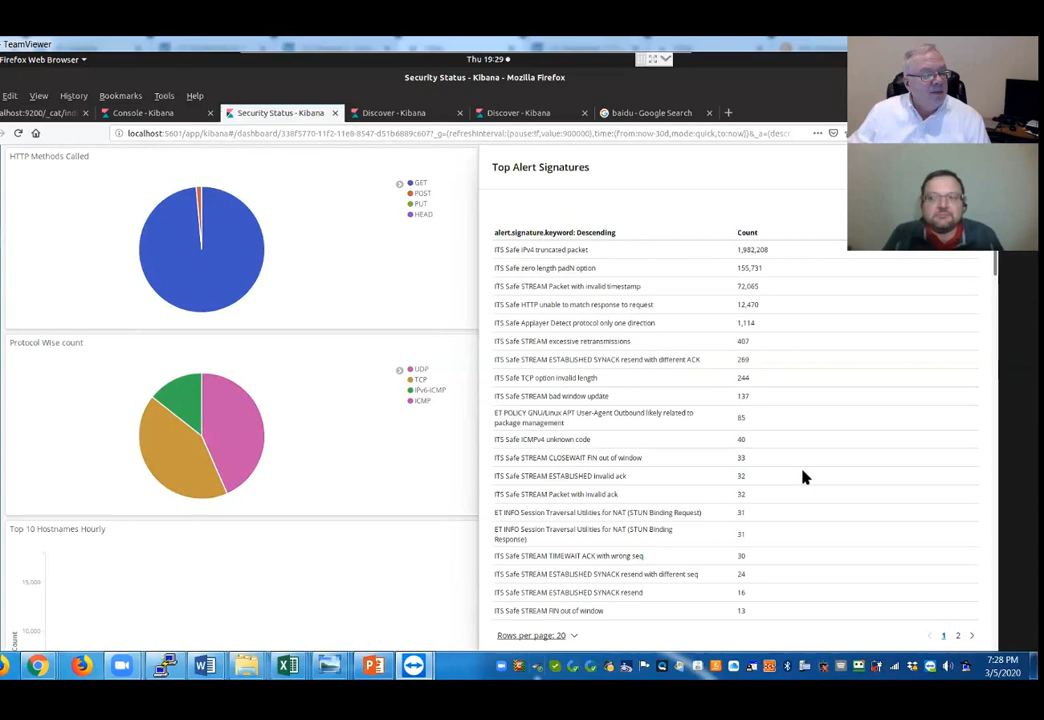 TeamViewer
Firefox Web Browser
Thu 19:29
Security Status - Kibana - Mozilla Firefox
Edit View History Bookmarks Tools Help
localhost:9200/_cat/ind
Console - Kibana
Security Status - Kibana
Discover - Kibana
Discover - Kibana
baidu - Google Search
localhost:5601/app/kibana#/dashboard/
HTTP Methods Called
GET
POST
PUT
HEAD
Protocol Wise count
UDP
TCP
IPv6-ICMP
ICMP
Top 10 Hostnames Hourly
15,000
10,000
Count
Top Alert Signatures
alert.signature.keyword: Descending Count
ITS Safe IPv4 truncated packet 1,982,208
ITS Safe zero length padN option 155,731
ITS Safe STREAM Packet with invalid timestamp 72,065
ITS Safe HTTP unable to match response to request 12,470
ITS Safe Applayer Detect protocol only one direction 1,114
ITS Safe STREAM excessive retransmissions 407
ITS Safe STREAM ESTABLISHED SYNACK resend with different ACK 269
ITS Safe TCP option invalid length 244
ITS Safe STREAM bad window update 137
ET POLICY GNU/Linux APT User-Agent Outbound likely related to
package management 85
ITS Safe ICMPv4 unknown code 40
ITS Safe STREAM CLOSEWAIT FIN out of window 33
ITS Safe STREAM ESTABLISHED invalid ack 32
ITS Safe STREAM Packet with invalid ack 32
ET INFO Session Traversal Utilities for NAT (STUN Binding Request) 31
ET INFO Session Traversal Utilities for NAT (STUN Binding
Response) 31
ITS Safe STREAM TIMEWAIT ACK with wrong seq 30
ITS Safe STREAM ESTABLISHED SYNACK resend with different seq 24
ITS Safe STREAM ESTABLISHED SYNACK resend 16
ITS Safe STREAM FIN out of window 13
Rows per page: 20
1 2
7:28 PM
3/5/2020